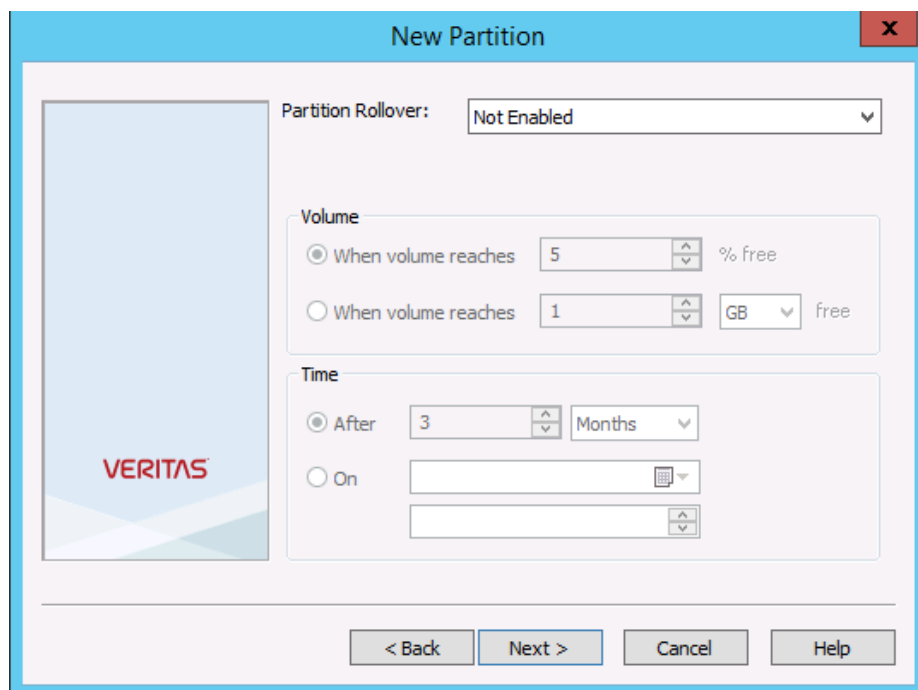 New Partition
x
Partition Rollover: Not Enabled
Volume
When volume reaches 5 % free
When volume reaches 1 GB free
Time
After 3 Months
VERITAS
On
< Back Next > Cancel Help